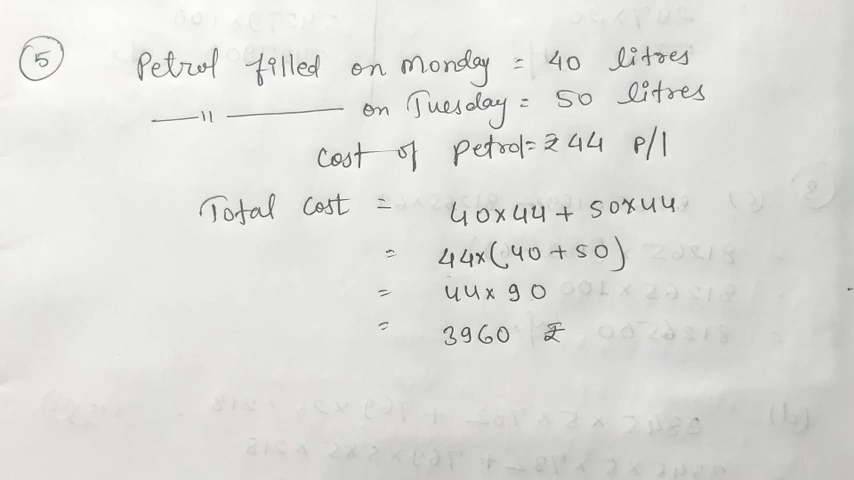 5 Petrol filled on Monday = 40 litres
—— " ———— on Tuesday = 50 litres
Cost of Petrol = ₹ 44 P/l
Total Cost = 40 × 44 + 50 × 44
= 44 × (40 + 50)
= 44 × 90
= 3960 ₹